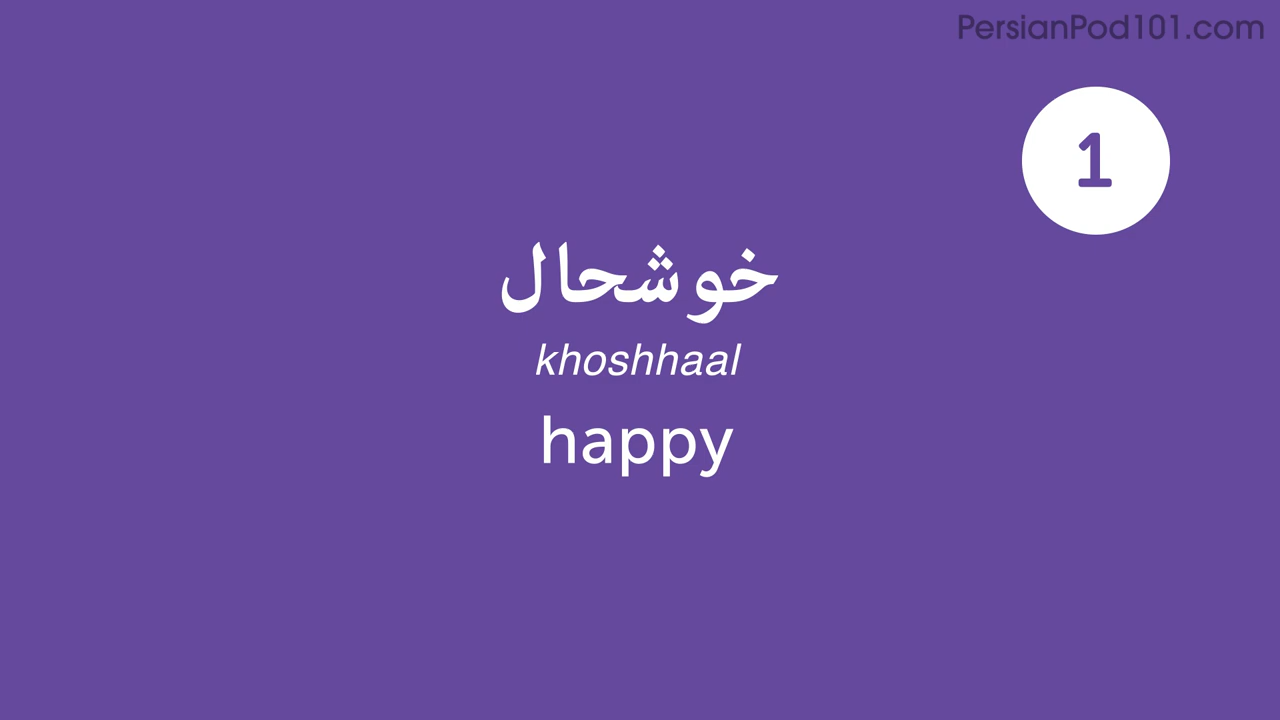 PersianPod101.com
1
خوشحال
khoshhaal
happy